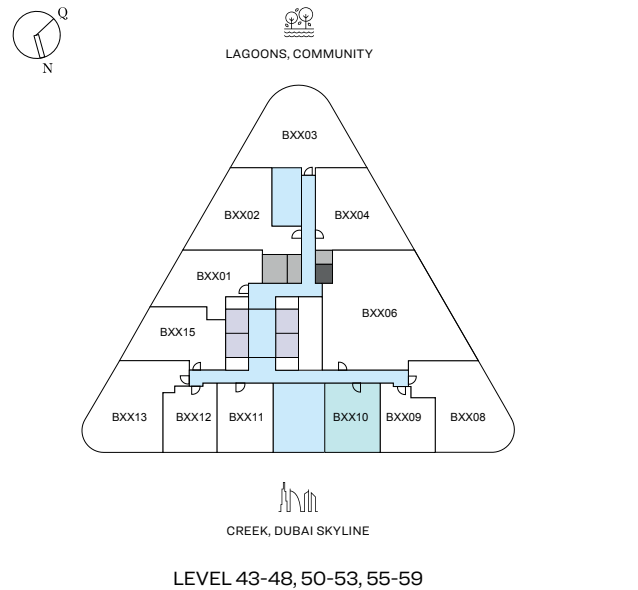 Q
N
LAGOONS, COMMUNITY
BXX03
BXX02
BXX04
BXX01
BXX06
BXX15
BXX13
BXX12
BXX11
BXX10
BXX09
BXX08
CREEK, DUBAI SKYLINE
LEVEL 43-48, 50-53, 55-59